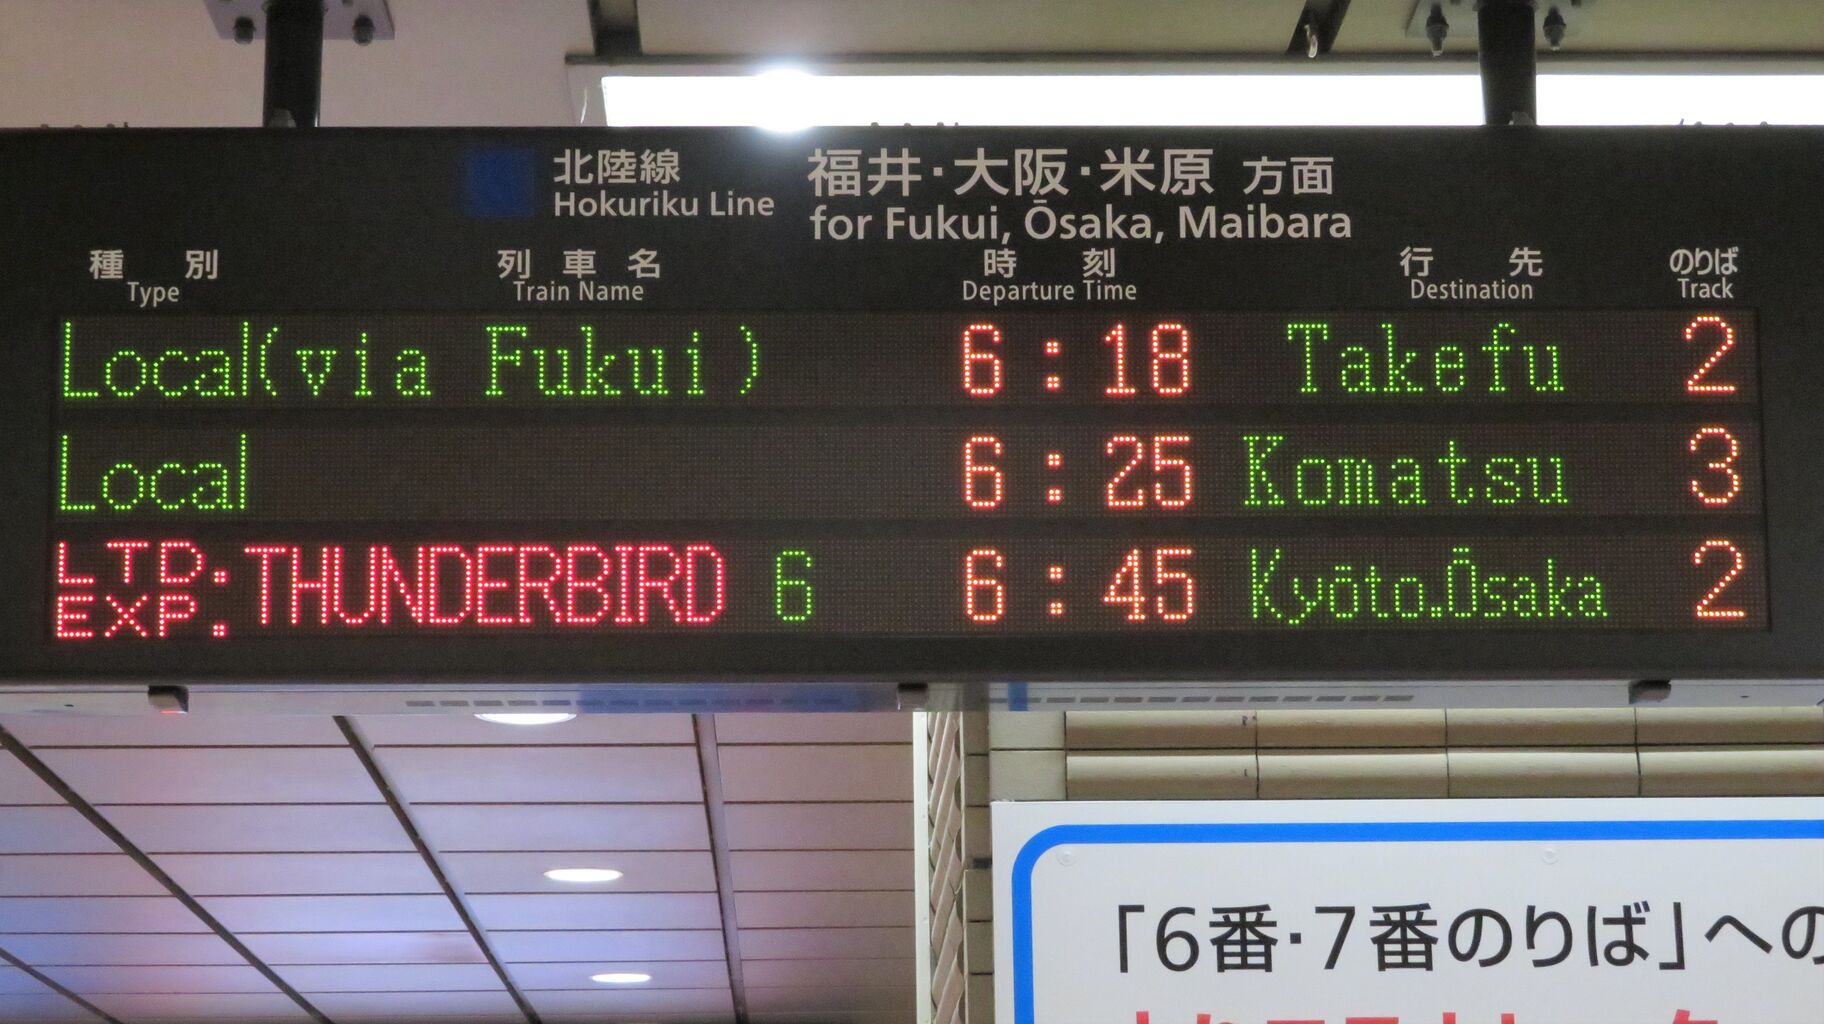 北陸線 福井・大阪・米原 方面
Hokuriku Line for Fukui, Ōsaka, Maibara
種別 列車名 時刻 行先 のりば
Type Train Name Departure Time Destination Track
Local(via Fukui) 6:18 Takefu 2
Local 6:25 Komatsu 3
LTD. EXP. THUNDERBIRD 6 6:45 Kyōto.Ōsaka 2
「6番・7番のりば」への